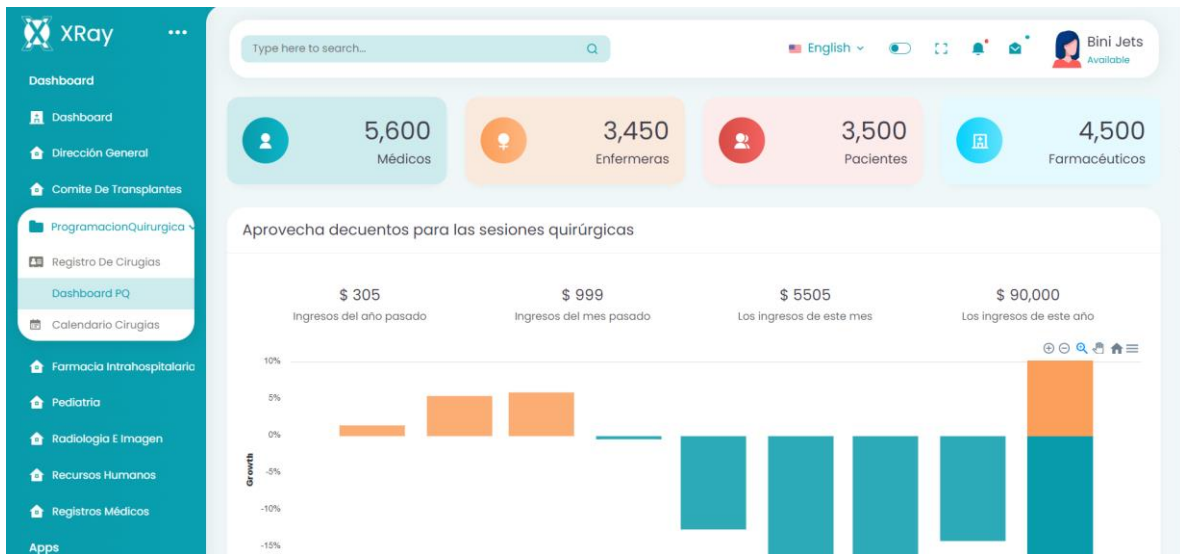 XRay
Dashboard
Dashboard
Dirección General
Comite De Transplantes
ProgramacionQuirurgica
Registro De Cirugias
Dashboard PQ
Calendario Cirugias
Farmacia Intrahospitalaria
Pediatria
Radiologia E Imagen
Recursos Humanos
Registros Médicos
Apps
Type here to search...
English
Bini Jets
Available
5,600
Médicos
3,450
Enfermeras
3,500
Pacientes
4,500
Farmacéuticos
Aprovecha decuentos para las sesiones quirúrgicas
$ 305
Ingresos del año pasado
$ 999
Ingresos del mes pasado
$ 5505
Los ingresos de este mes
$ 90,000
Los ingresos de este año
10%
5%
0%
-5%
-10%
-15%
Growth